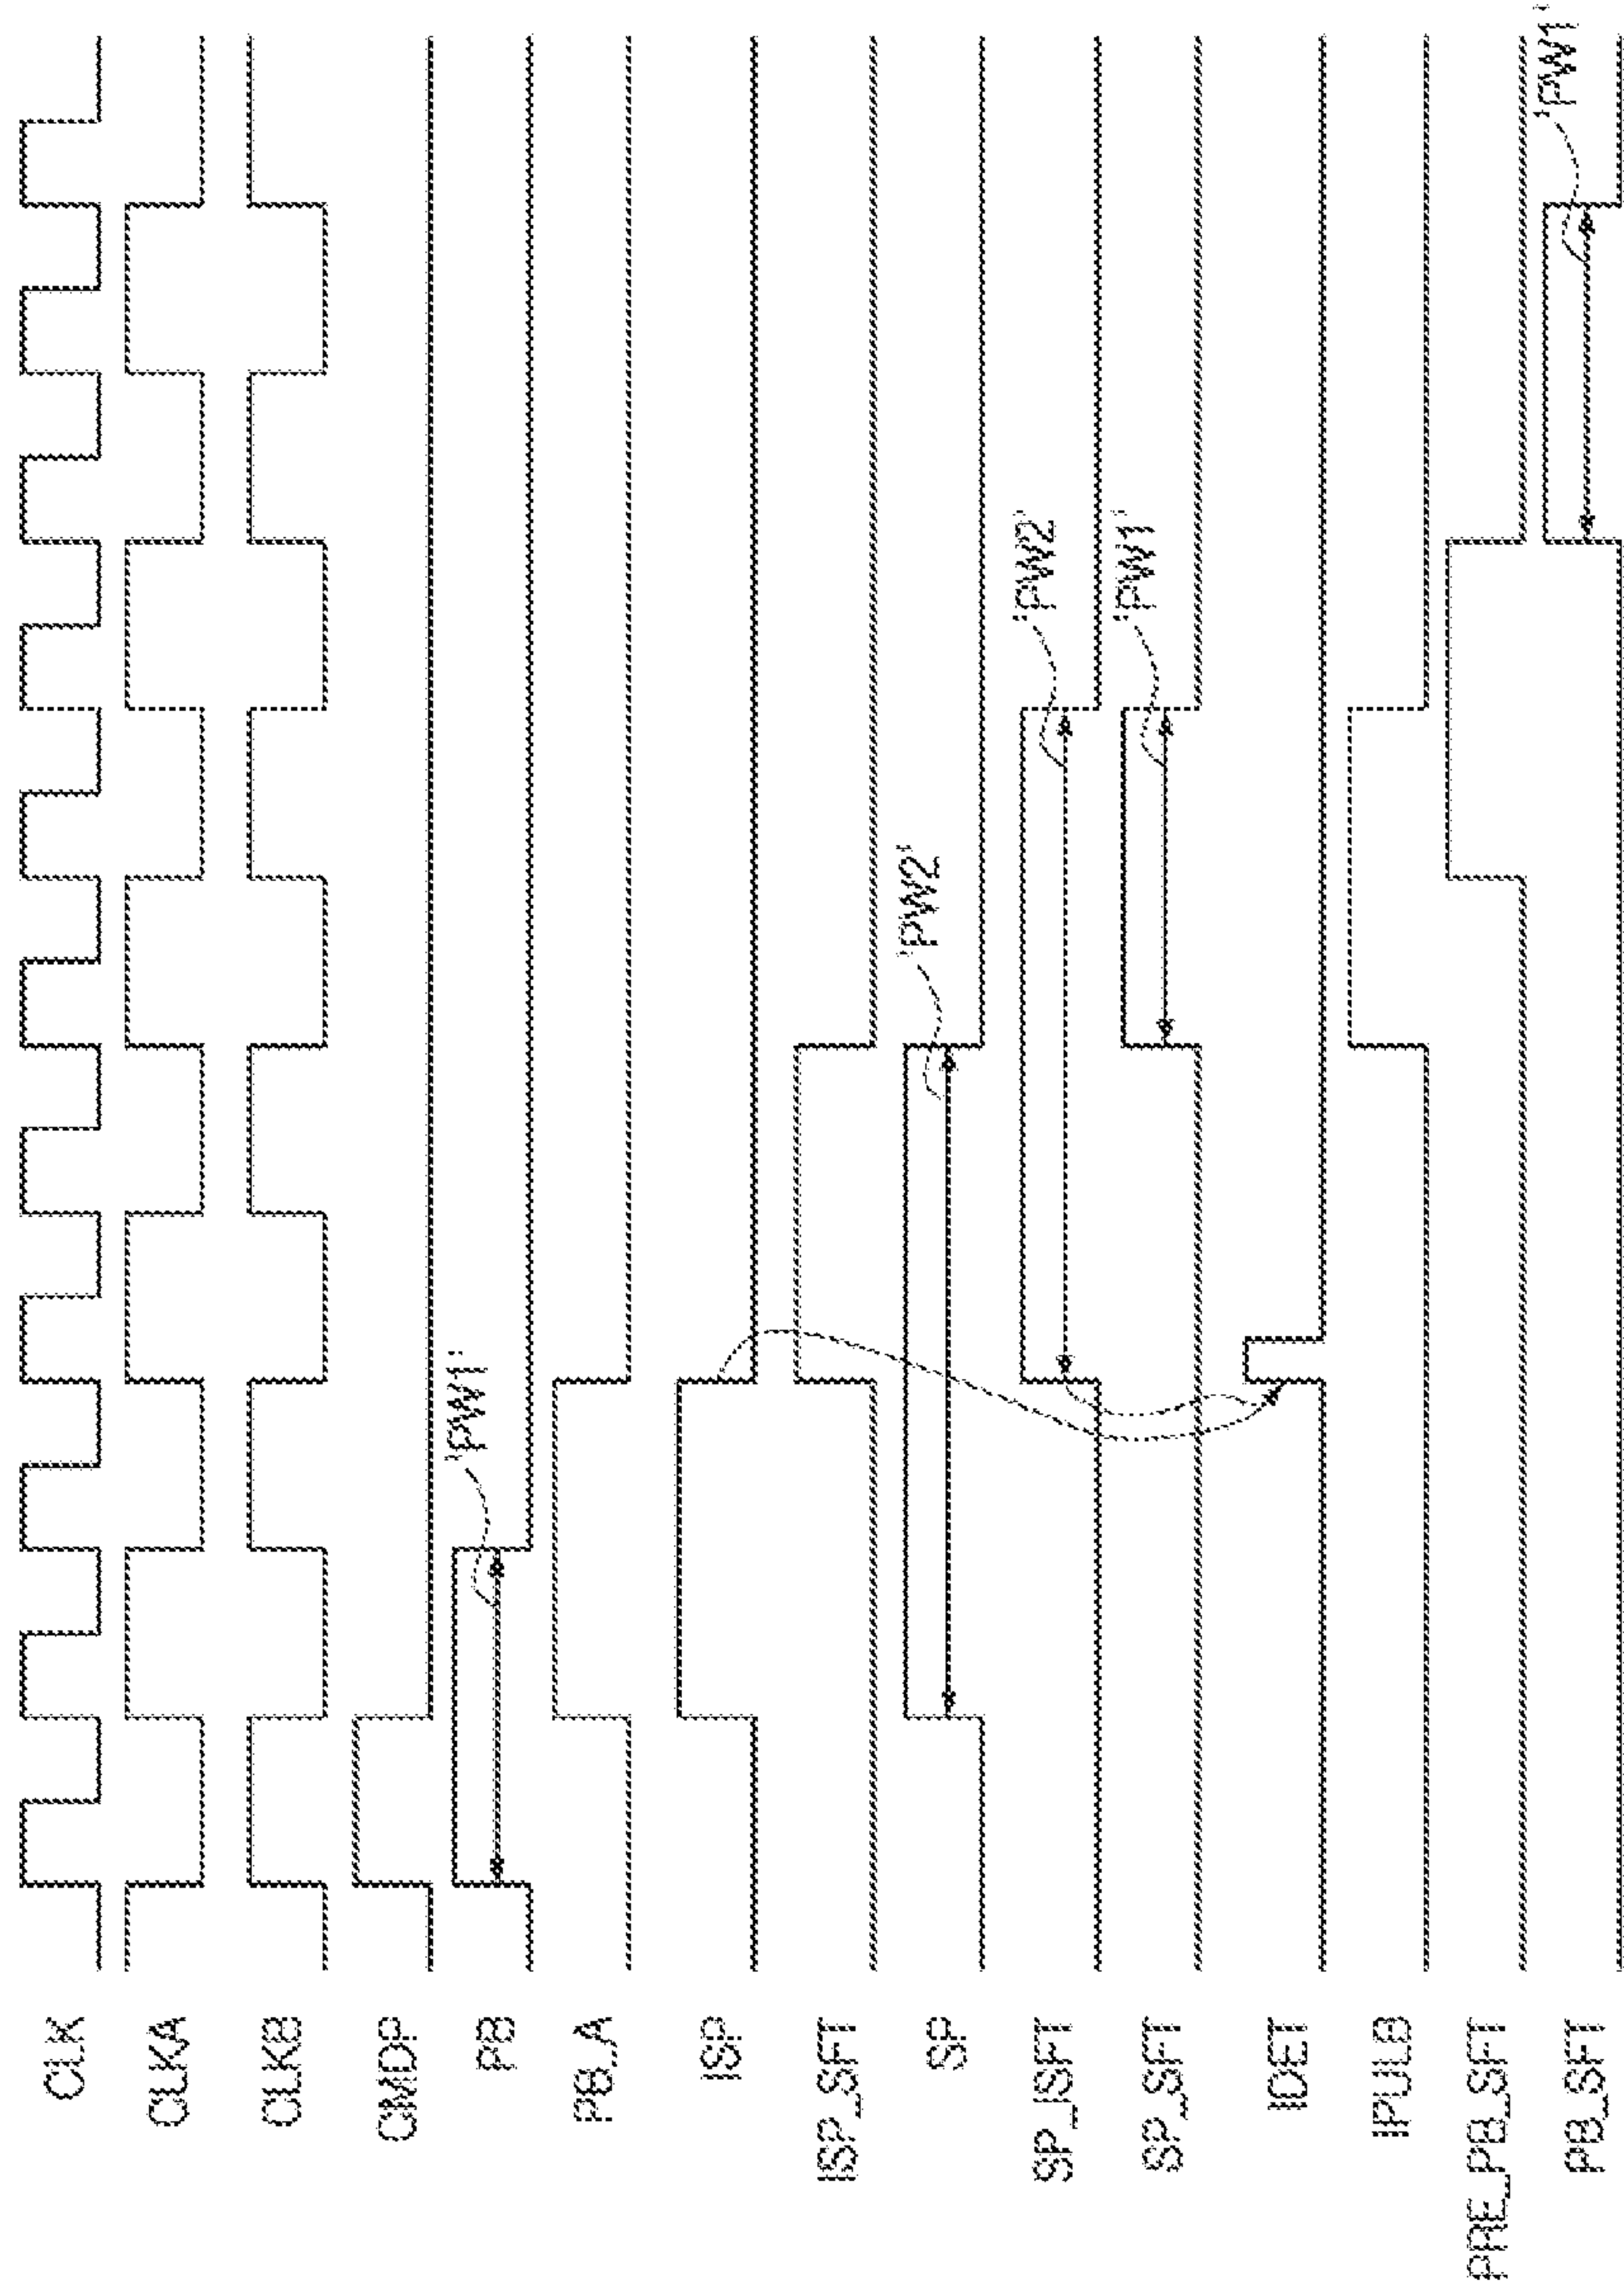 CLK
CLKA
CLKB
CMDP
PB
'PW1'
PB_A
ISP
ISP_SFT
SP
'PW2'
SP_ISFT
'PW2'
SP_SFT
'PW1'
IDET
IPULB
PRE_PB_SFT
PB_SFT
'PW1'